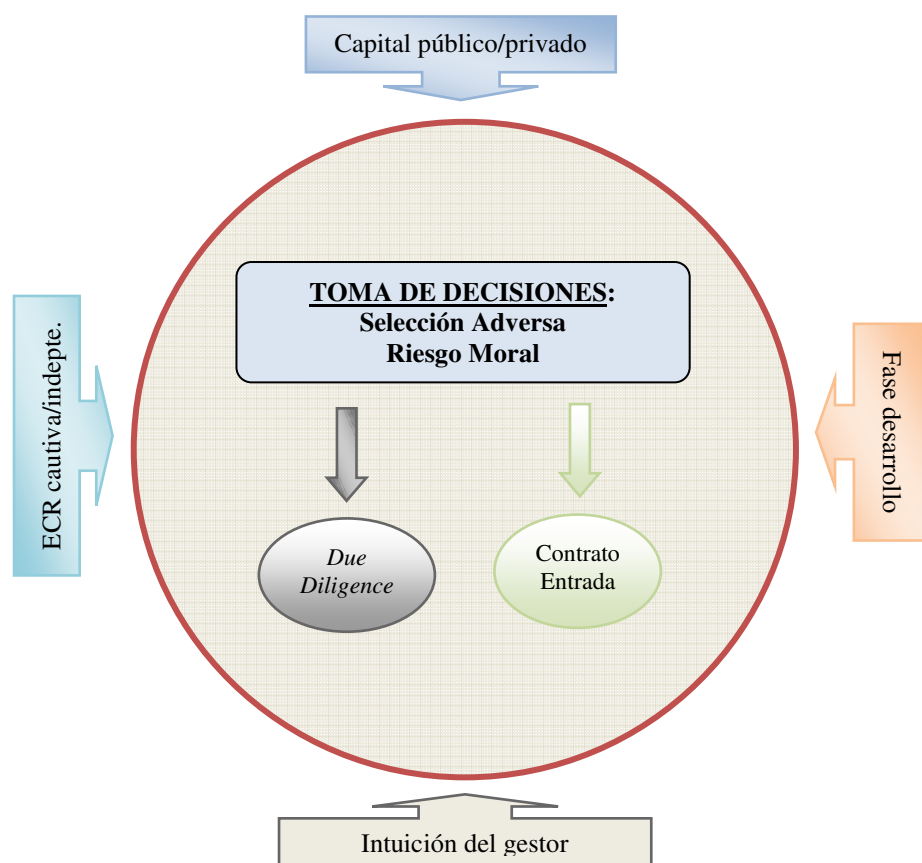 Capital público/privado
TOMA DE DECISIONES:
Selección Adversa
Riesgo Moral
ECR cautiva/indepte.
Fase desarrollo
Due
Diligence
Contrato
Entrada
Intuición del gestor